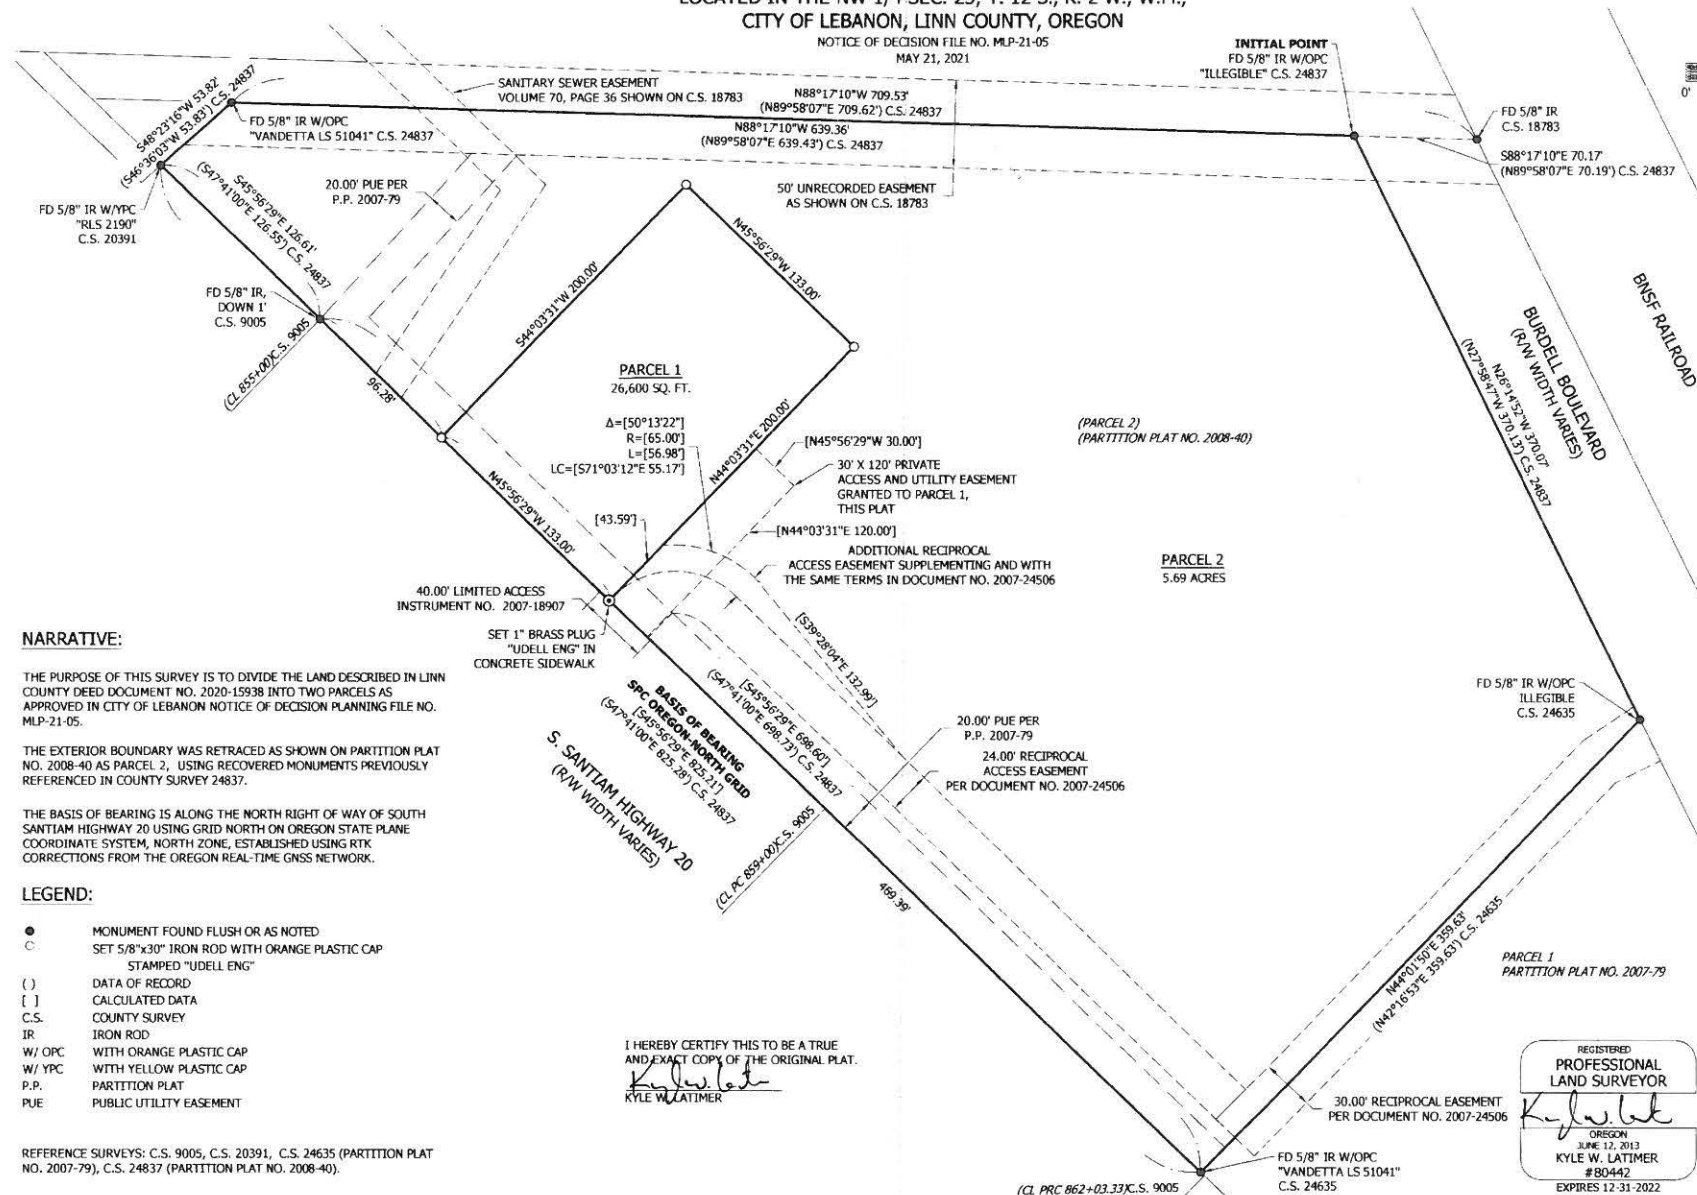 CITY OF LEBANON, LINN COUNTY, OREGON
NOTICE OF DECISION FILE NO. MLP-21-05
MAY 21, 2021
INITIAL POINT
FD 5/8" IR W/OPC
"ILLEGIBLE" C.S. 24837
0'
SANITARY SEWER EASEMENT
VOLUME 70, PAGE 36 SHOWN ON C.S. 18783
N88°17'10"W 709.53'
(N89°58'07"E 709.62') C.S. 24837
N88°17'10"W 639.36'
(N89°58'07"E 639.43') C.S. 24837
FD 5/8" IR
C.S. 18783
S88°17'10"E 70.17'
(N89°58'07"E 70.19') C.S. 24837
S48°23'16"W 53.82'
(S46°36'03"W 53.83') C.S. 24837
FD 5/8" IR W/OPC
"VANDETTA LS 51041" C.S. 24837
FD 5/8" IR W/YPC
"RLS 2190"
C.S. 20391
S45°56'29"E 126.61'
(S47°41'00"E 126.55') C.S. 24837
20.00' PUE PER
P.P. 2007-79
50' UNRECORDED EASEMENT
AS SHOWN ON C.S. 18783
FD 5/8" IR,
DOWN 1'
C.S. 9005
(CL 855+00)C.S. 9005
96.28'
S44°03'31"W 200.00'
N45°56'29"W 133.00'
PARCEL 1
26,600 SQ. FT.
Δ=[50°13'22"]
R=[65.00']
L=[56.98']
LC=[S71°03'12"E 55.17']
N44°03'31"E 200.00'
[N45°56'29"W 30.00']
30' X 120' PRIVATE
ACCESS AND UTILITY EASEMENT
GRANTED TO PARCEL 1,
THIS PLAT
[N44°03'31"E 120.00']
[43.59']
N45°56'29"W 133.00'
ADDITIONAL RECIPROCAL
ACCESS EASEMENT SUPPLEMENTING AND WITH
THE SAME TERMS IN DOCUMENT NO. 2007-24506
(PARCEL 2)
(PARTITION PLAT NO. 2008-40)
PARCEL 2
5.69 ACRES
N26°14'52"W 370.07
(N27°58'47"W 370.13') C.S. 24837
BURDELL BOULEVARD
(R/W WIDTH VARIES)
BNSF RAILROAD
40.00' LIMITED ACCESS
INSTRUMENT NO. 2007-18907
SET 1" BRASS PLUG
"UDELL ENG" IN
CONCRETE SIDEWALK
[S39°28'04"E 132.99']
[S45°56'29"E 698.60']
(S47°41'00"E 698.73') C.S. 24837
BASIS OF BEARING
SPC OREGON-NORTH GRID
[S45°56'29"E 825.21']
(S47°41'00"E 825.28') C.S. 24837
S. SANTIAM HIGHWAY 20
(R/W WIDTH VARIES)
(CL PC 859+00)C.S. 9005
469.39'
20.00' PUE PER
P.P. 2007-79
24.00' RECIPROCAL
ACCESS EASEMENT
PER DOCUMENT NO. 2007-24506
FD 5/8" IR W/OPC
ILLEGIBLE
C.S. 24635
N44°01'50"E 359.63'
(N42°16'53"E 359.63') C.S. 24635
PARCEL 1
PARTITION PLAT NO. 2007-79
30.00' RECIPROCAL EASEMENT
PER DOCUMENT NO. 2007-24506
FD 5/8" IR W/OPC
"VANDETTA LS 51041"
C.S. 24635
(CL PRC 862+03.33)C.S. 9005
NARRATIVE:
THE PURPOSE OF THIS SURVEY IS TO DIVIDE THE LAND DESCRIBED IN LINN
COUNTY DEED DOCUMENT NO. 2020-15938 INTO TWO PARCELS AS
APPROVED IN CITY OF LEBANON NOTICE OF DECISION PLANNING FILE NO.
MLP-21-05.
THE EXTERIOR BOUNDARY WAS RETRACED AS SHOWN ON PARTITION PLAT
NO. 2008-40 AS PARCEL 2, USING RECOVERED MONUMENTS PREVIOUSLY
REFERENCED IN COUNTY SURVEY 24837.
THE BASIS OF BEARING IS ALONG THE NORTH RIGHT OF WAY OF SOUTH
SANTIAM HIGHWAY 20 USING GRID NORTH ON OREGON STATE PLANE
COORDINATE SYSTEM, NORTH ZONE, ESTABLISHED USING RTK
CORRECTIONS FROM THE OREGON REAL-TIME GNSS NETWORK.
LEGEND:
MONUMENT FOUND FLUSH OR AS NOTED
SET 5/8"x30" IRON ROD WITH ORANGE PLASTIC CAP
STAMPED "UDELL ENG"
( ) DATA OF RECORD
[ ] CALCULATED DATA
C.S. COUNTY SURVEY
IR IRON ROD
W/ OPC WITH ORANGE PLASTIC CAP
W/ YPC WITH YELLOW PLASTIC CAP
P.P. PARTITION PLAT
PUE PUBLIC UTILITY EASEMENT
REFERENCE SURVEYS: C.S. 9005, C.S. 20391, C.S. 24635 (PARTITION PLAT
NO. 2007-79), C.S. 24837 (PARTITION PLAT NO. 2008-40).
I HEREBY CERTIFY THIS TO BE A TRUE
AND EXACT COPY OF THE ORIGINAL PLAT.
KYLE W. LATIMER
REGISTERED
PROFESSIONAL
LAND SURVEYOR
OREGON
JUNE 12, 2013
KYLE W. LATIMER
#80442
EXPIRES 12-31-2022